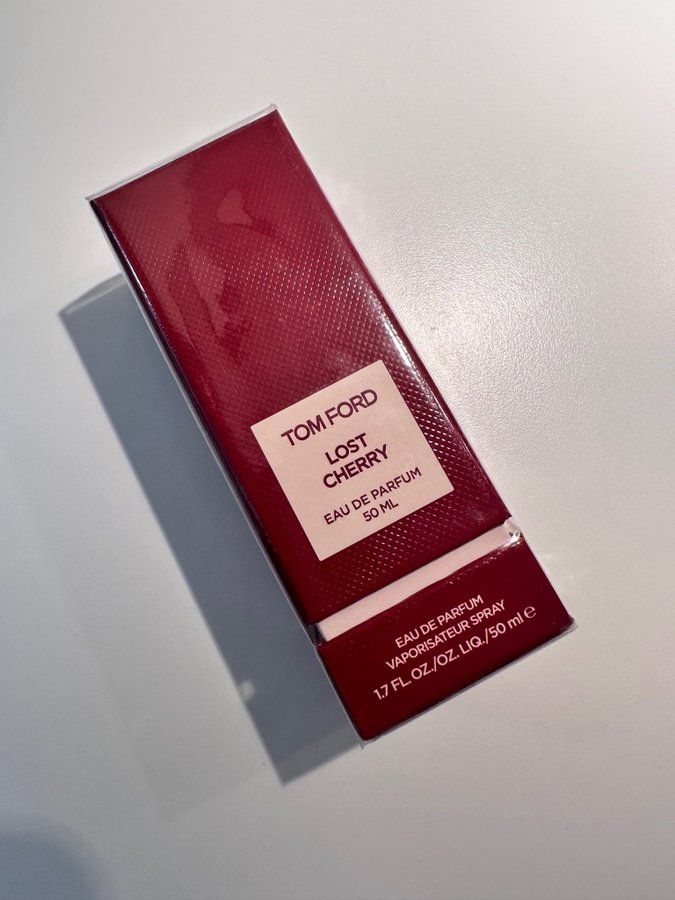 TOM FORD
LOST
CHERRY
EAU DE PARFUM
50 ML
EAU DE PARFUM
VAPORISATEUR SPRAY
1.7 FL. OZ./OZ. LIQ./50 ml ℮